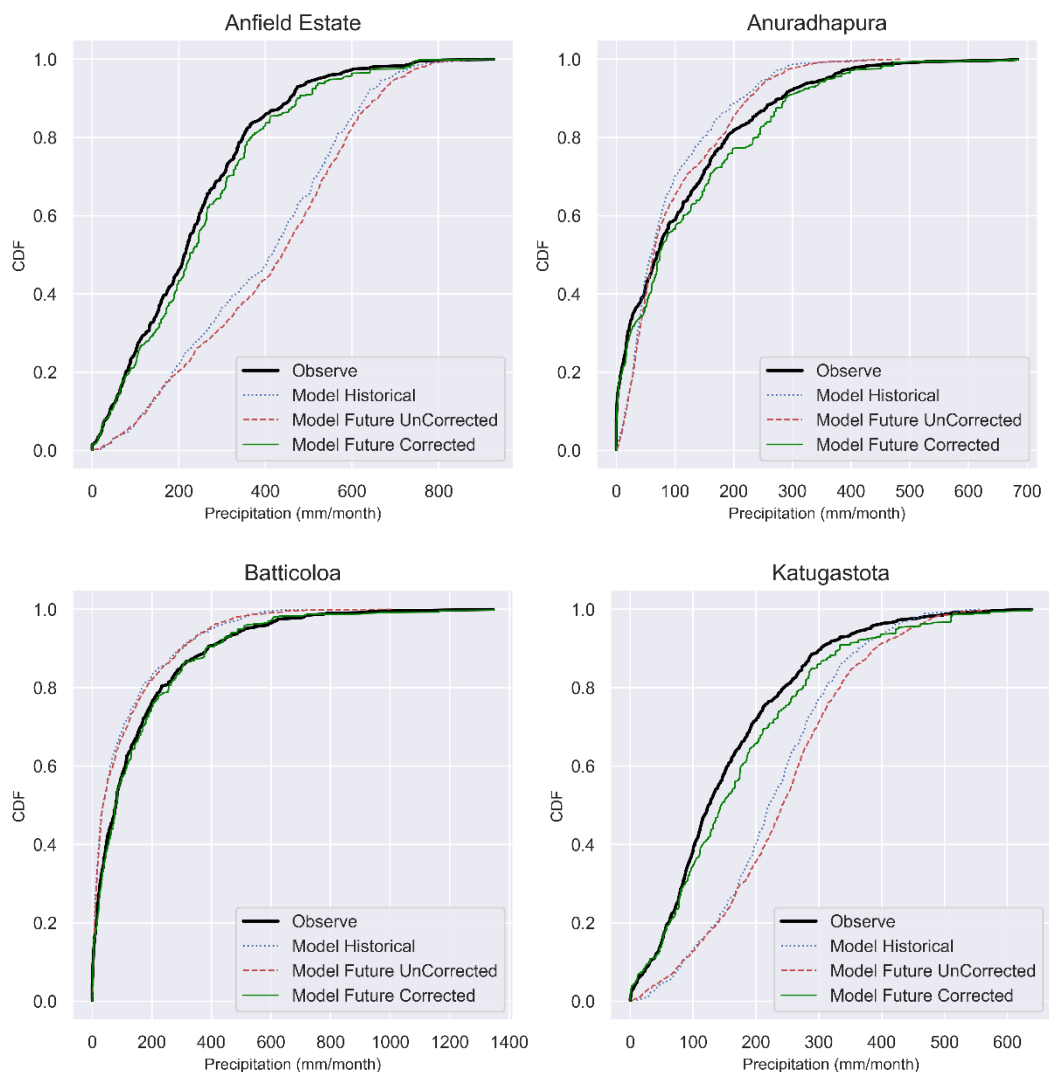 Anfield Estate
CDF
1.0
0.8
0.6
0.4
0.2
0.0
Observe
Model Historical
Model Future UnCorrected
Model Future Corrected
0 200 400 600 800
Precipitation (mm/month)
Anuradhapura
CDF
1.0
0.8
0.6
0.4
0.2
0.0
Observe
Model Historical
Model Future UnCorrected
Model Future Corrected
0 100 200 300 400 500 600 700
Precipitation (mm/month)
Batticoloa
CDF
1.0
0.8
0.6
0.4
0.2
0.0
Observe
Model Historical
Model Future UnCorrected
Model Future Corrected
0 200 400 600 800 1000 1200 1400
Precipitation (mm/month)
Katugastota
CDF
1.0
0.8
0.6
0.4
0.2
0.0
Observe
Model Historical
Model Future UnCorrected
Model Future Corrected
0 100 200 300 400 500 600
Precipitation (mm/month)